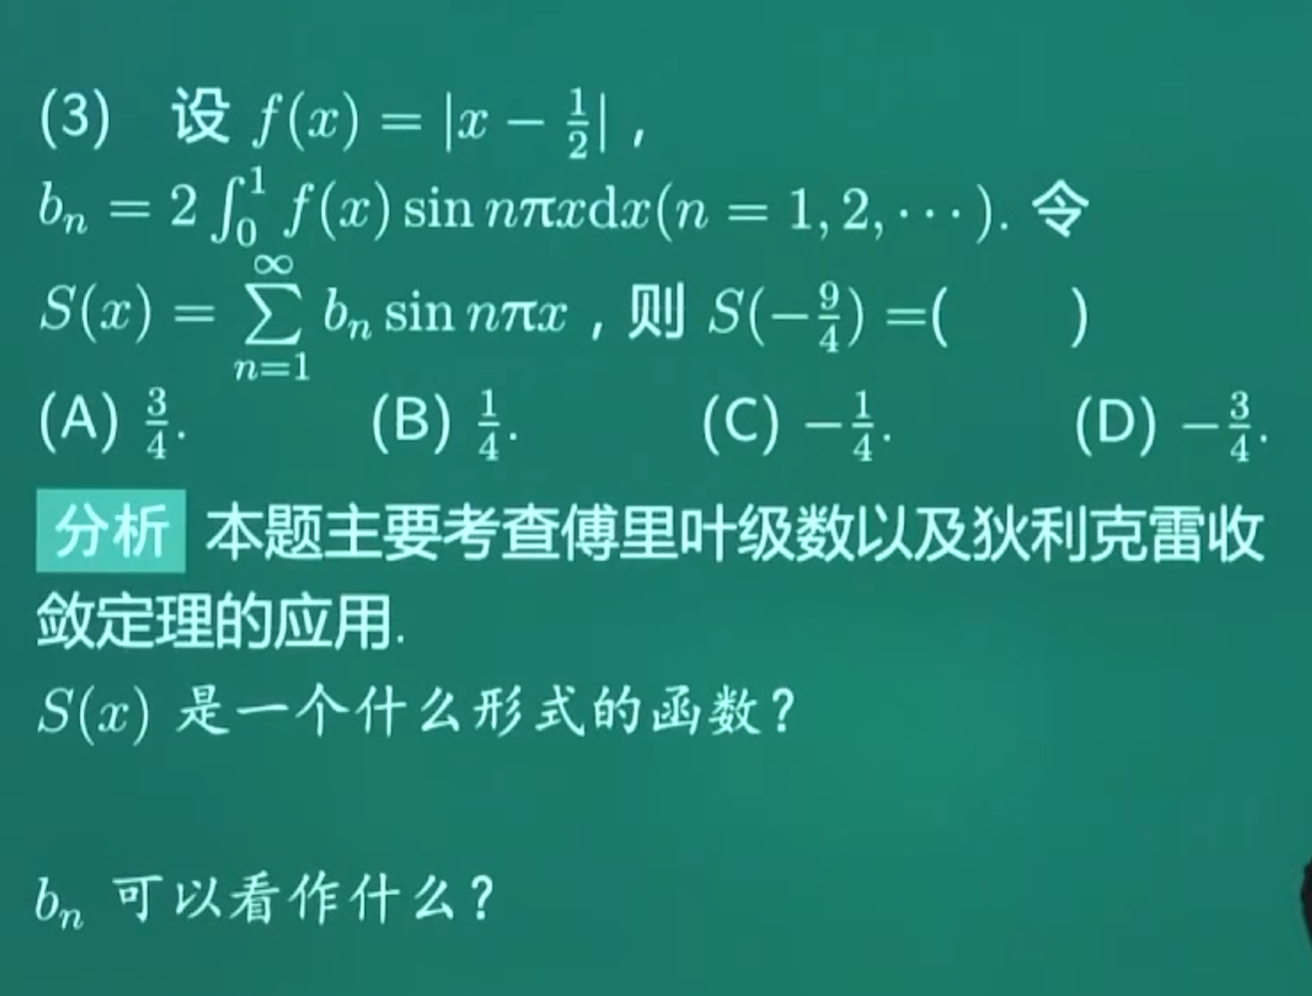 (3) 设 $f(x) = |x - \frac{1}{2}|$ ,
$b_n = 2\int_0^1 f(x) \sin n\pi x \mathrm{d}x (n = 1, 2, \cdots)$. 令
$S(x) = \sum_{n=1}^{\infty} b_n \sin n\pi x$ , 则 $S(-\frac{9}{4})$ =( )
(A) $\frac{3}{4}$. (B) $\frac{1}{4}$. (C) $-\frac{1}{4}$. (D) $-\frac{3}{4}$.
分析 本题主要考查傅里叶级数以及狄利克雷收
敛定理的应用.
$S(x)$ 是一个什么形式的函数?
$b_n$ 可以看作什么?